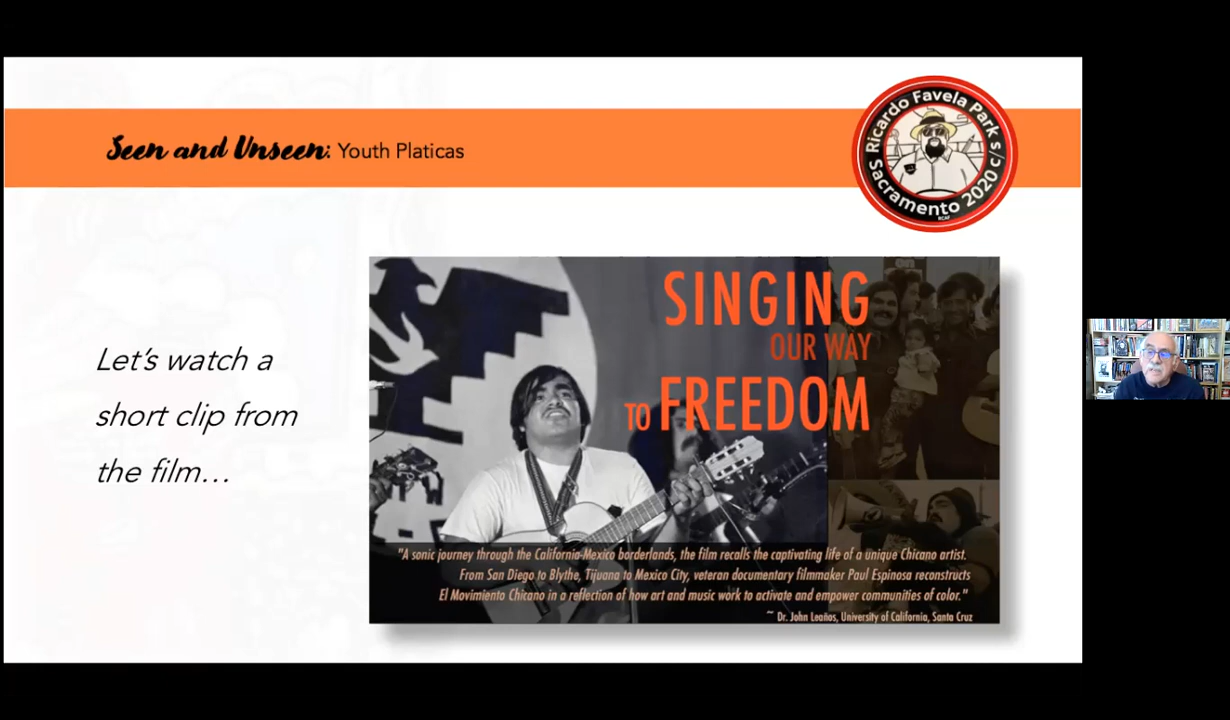 Seen and Unseen: Youth Platicas
Ricardo Favela Park s/c
Sacramento 2020
RCAF
Let's watch a
short clip from
the film...
SINGING
OUR WAY
TO FREEDOM
"A sonic journey through the California-Mexico borderlands, the film recalls the captivating life of a unique Chicano artist.
From San Diego to Blythe, Tijuana to Mexico City, veteran documentary filmmaker Paul Espinosa reconstructs
El Movimiento Chicano in a reflection of how art and music work to activate and empower communities of color."
~ Dr. John Leaños, University of California, Santa Cruz